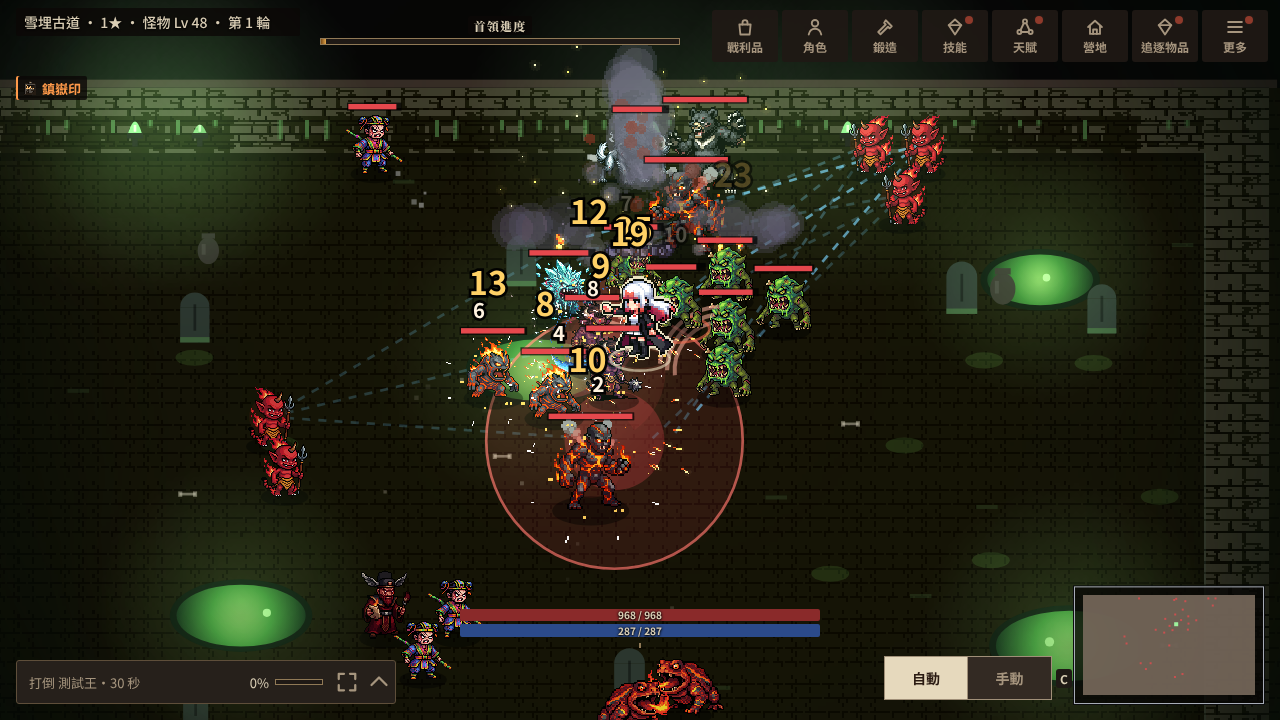 雪埋古道 • 1★ • 怪物 Lv 48 • 第 1 輪
首領進度
戰利品
角色
鍛造
技能
天賦
營地
追逐物品
更多
鎮嶽印
23
7
12
19
10
9
13
8
6
8
4
10
2
968 / 968
287 / 287
打倒 測試王 • 30 秒
0%
自動
手動
C